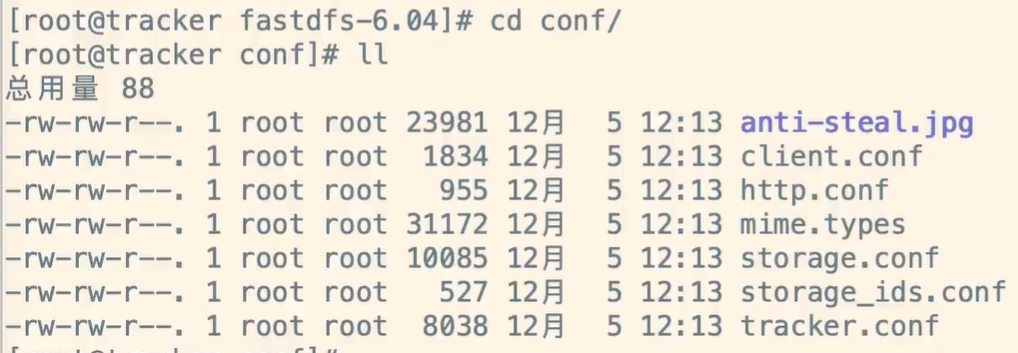 [root@tracker fastdfs-6.04]# cd conf/
[root@tracker conf]# ll
总用量 88
-rw-rw-r--. 1 root root 23981 12月  5 12:13 anti-steal.jpg
-rw-rw-r--. 1 root root  1834 12月  5 12:13 client.conf
-rw-rw-r--. 1 root root   955 12月  5 12:13 http.conf
-rw-rw-r--. 1 root root 31172 12月  5 12:13 mime.types
-rw-rw-r--. 1 root root 10085 12月  5 12:13 storage.conf
-rw-rw-r--. 1 root root   527 12月  5 12:13 storage_ids.conf
-rw-rw-r--. 1 root root  8038 12月  5 12:13 tracker.conf